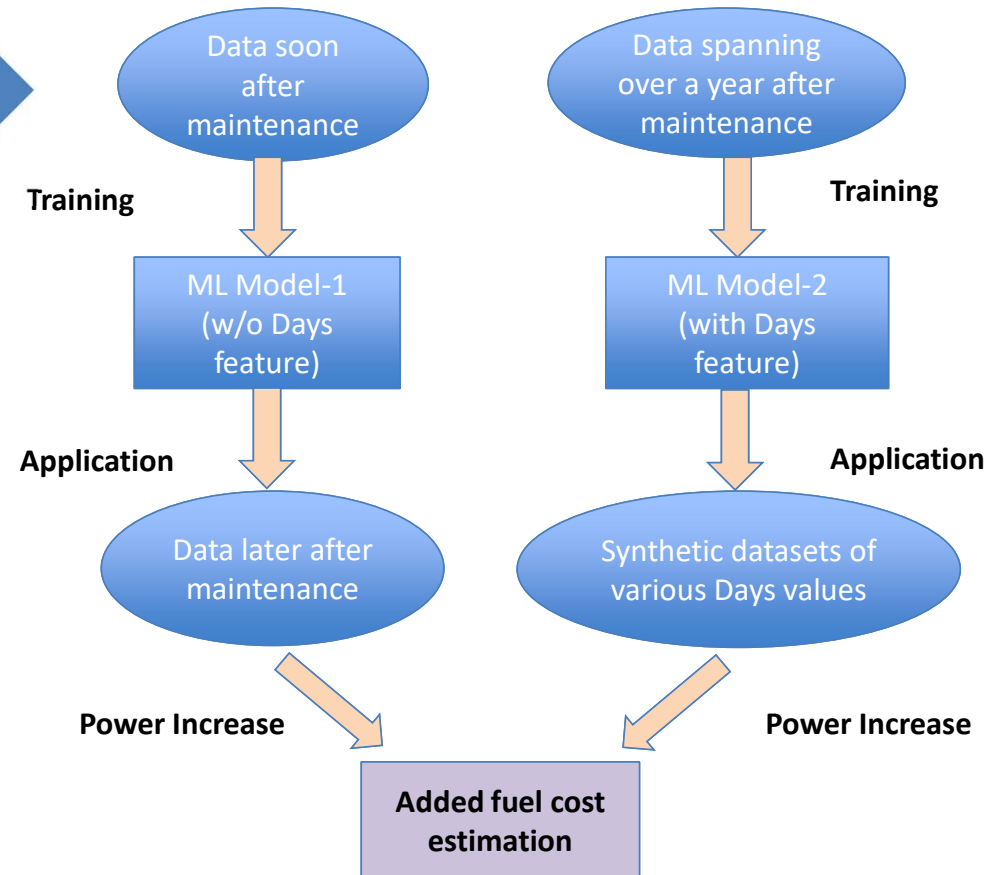 Data soon
after
maintenance
Data spanning
over a year after
maintenance
Training
Training
ML Model-1
(w/o Days
feature)
ML Model-2
(with Days
feature)
Application
Application
Data later after
maintenance
Synthetic datasets of
various Days values
Power Increase
Power Increase
Added fuel cost
estimation